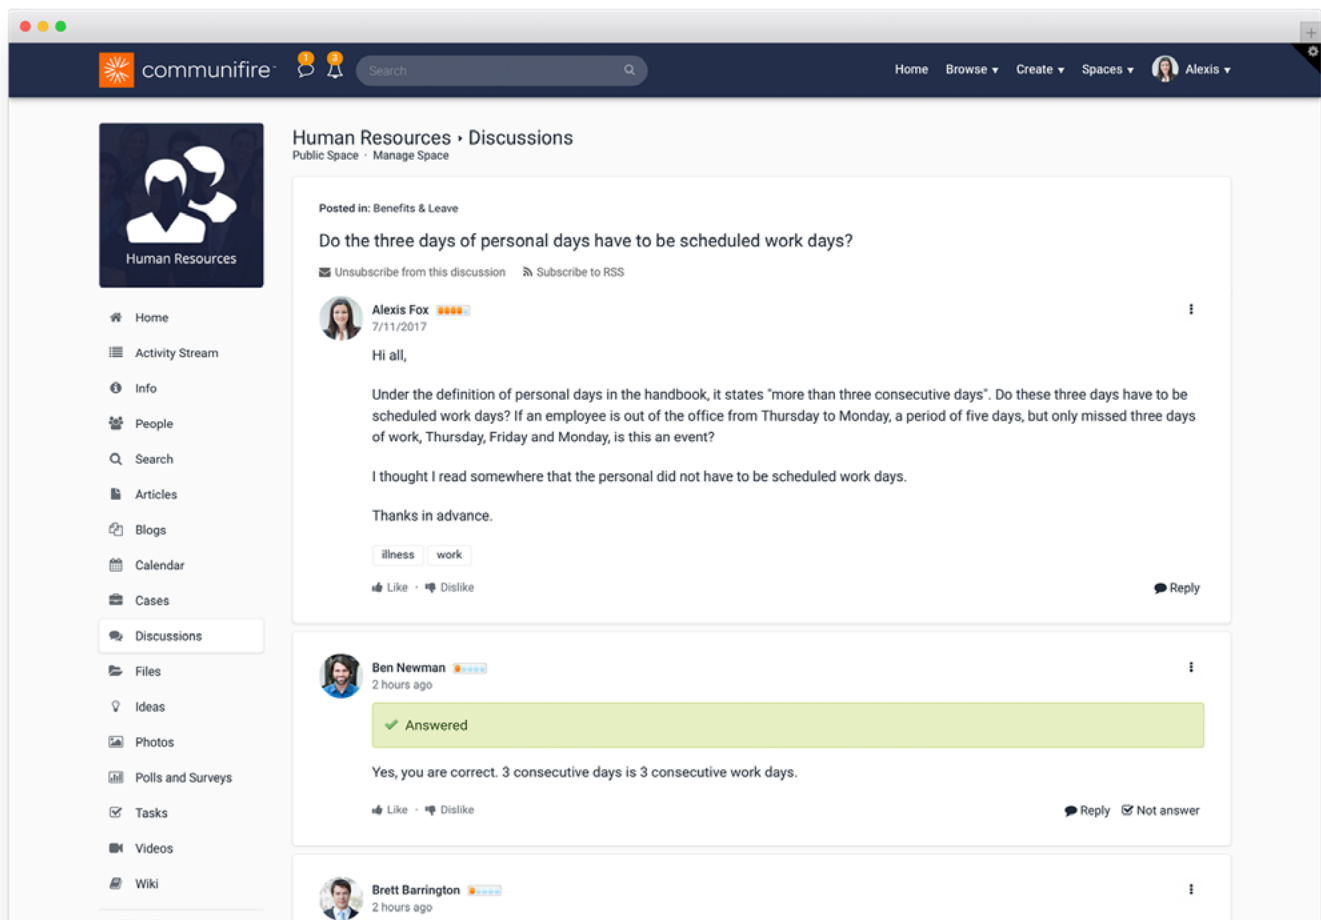 communifire
1
3
Search
Home Browse Create Spaces Alexis
Human Resources
Home
Activity Stream
Info
People
Search
Articles
Blogs
Calendar
Cases
Discussions
Files
Ideas
Photos
Polls and Surveys
Tasks
Videos
Wiki
Human Resources › Discussions
Public Space · Manage Space
Posted in: Benefits & Leave
Do the three days of personal days have to be scheduled work days?
Unsubscribe from this discussion Subscribe to RSS
Alexis Fox
7/11/2017
Hi all,
Under the definition of personal days in the handbook, it states "more than three consecutive days". Do these three days have to be
scheduled work days? If an employee is out of the office from Thursday to Monday, a period of five days, but only missed three days
of work, Thursday, Friday and Monday, is this an event?
I thought I read somewhere that the personal did not have to be scheduled work days.
Thanks in advance.
illness work
Like · Dislike
Reply
Ben Newman
2 hours ago
Answered
Yes, you are correct. 3 consecutive days is 3 consecutive work days.
Like · Dislike
Reply Not answer
Brett Barrington
2 hours ago